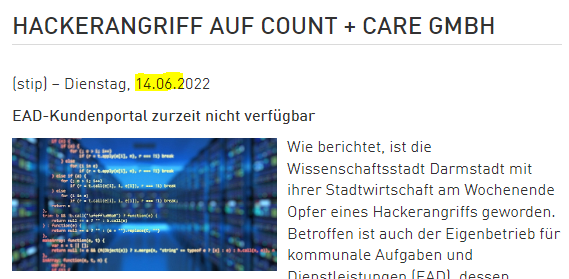 HACKERANGRIFF AUF COUNT + CARE GMBH
(stip) – Dienstag, 14.06.2022
EAD-Kundenportal zurzeit nicht verfügbar
Wie berichtet, ist die
Wissenschaftsstadt Darmstadt mit
ihrer Stadtwirtschaft am Wochenende
Opfer eines Hackerangriffs geworden.
Betroffen ist auch der Eigenbetrieb für
kommunale Aufgaben und
Dienstleistungen (EAD), dessen